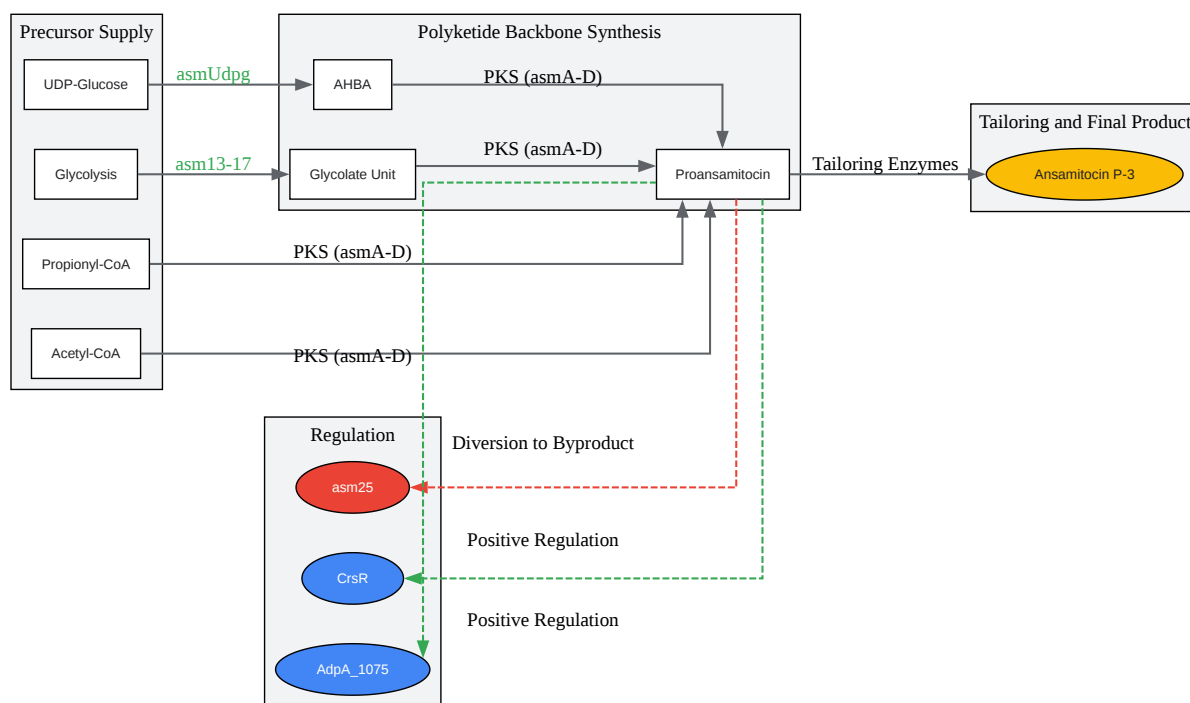 Precursor Supply
Polyketide Backbone Synthesis
UDP-Glucose
asmUdpg
AHBA
PKS (asmA-D)
Tailoring and Final Product
Glycolysis
asm13-17
Glycolate Unit
PKS (asmA-D)
Proansamitocin
Tailoring Enzymes
Ansamitocin P-3
Propionyl-CoA
PKS (asmA-D)
Acetyl-CoA
PKS (asmA-D)
Regulation
Diversion to Byproduct
asm25
Positive Regulation
CrsR
Positive Regulation
AdpA_1075